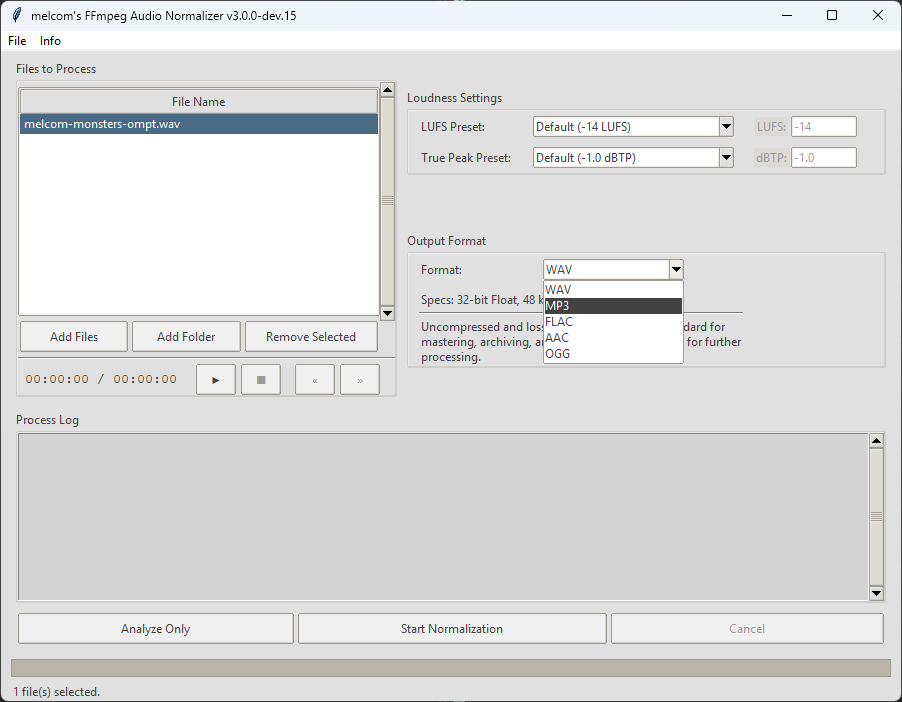 melcom's FFmpeg Audio Normalizer v3.0.0-dev.15
File Info
Files to Process
File Name
melcom-monsters-ompt.wav
Add Files Add Folder Remove Selected
00:00:00 / 00:00:00
Loudness Settings
LUFS Preset: Default (-14 LUFS) LUFS: -14
True Peak Preset: Default (-1.0 dBTP) dBTP: -1.0
Output Format
Format: WAV
Specs: 32-bit Float, 48
Uncompressed and dard for
mastering, archiving, for further
processing.
WAV
MP3
FLAC
AAC
OGG
Process Log
Analyze Only Start Normalization Cancel
1 file(s) selected.